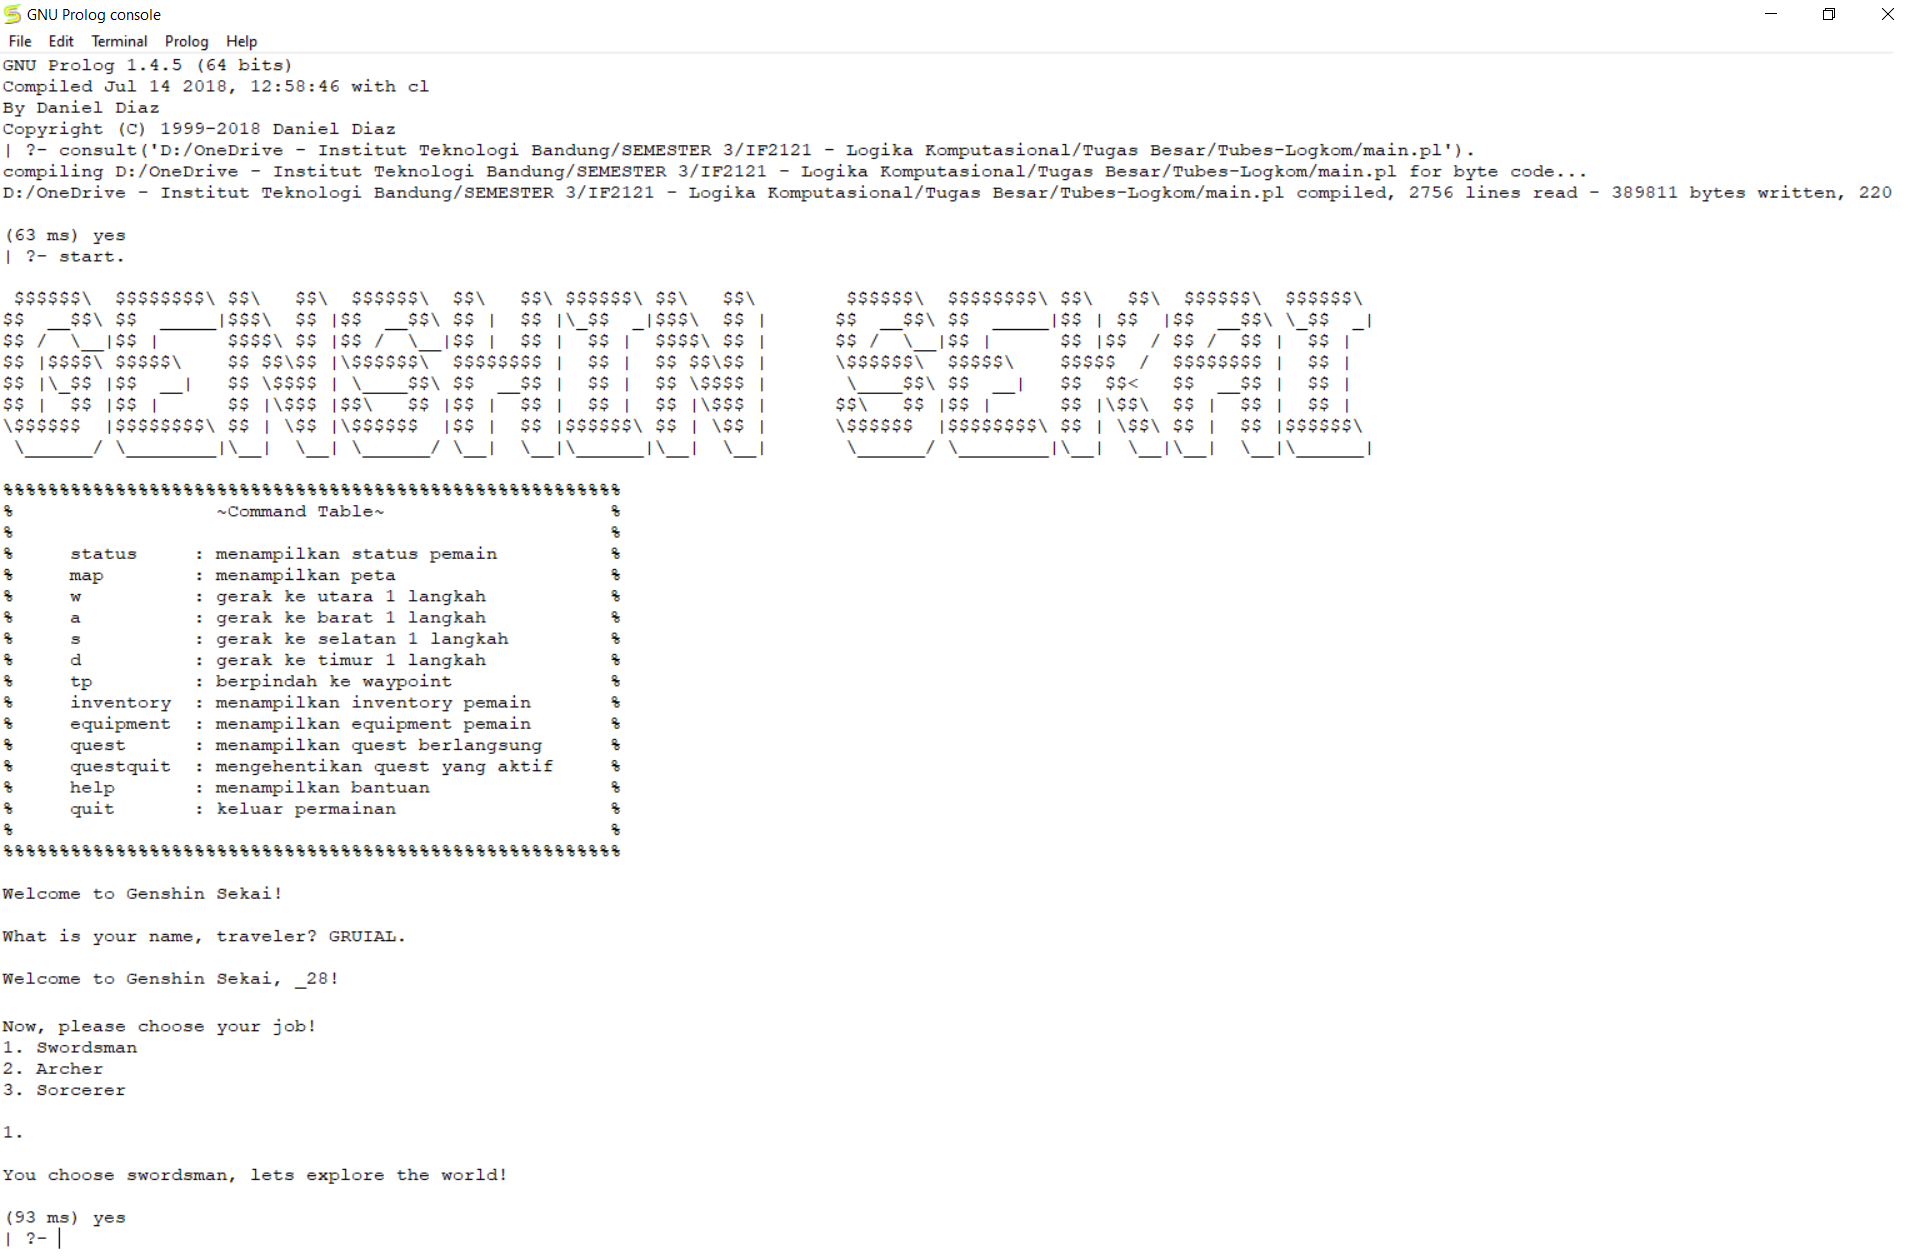 GNU Prolog console
File Edit Terminal Prolog Help
GNU Prolog 1.4.5 (64 bits)
Compiled Jul 14 2018, 12:58:46 with cl
By Daniel Diaz
Copyright (C) 1999-2018 Daniel Diaz
| ?- consult('D:/OneDrive - Institut Teknologi Bandung/SEMESTER 3/IF2121 - Logika Komputasional/Tugas Besar/Tubes-Logkom/main.pl').
compiling D:/OneDrive - Institut Teknologi Bandung/SEMESTER 3/IF2121 - Logika Komputasional/Tugas Besar/Tubes-Logkom/main.pl for byte code...
D:/OneDrive - Institut Teknologi Bandung/SEMESTER 3/IF2121 - Logika Komputasional/Tugas Besar/Tubes-Logkom/main.pl compiled, 2756 lines read - 389811 bytes written, 220
(63 ms) yes
| ?- start.
GENSHIN SEKAI
~Command Table~
status : menampilkan status pemain
map : menampilkan peta
w : gerak ke utara 1 langkah
a : gerak ke barat 1 langkah
s : gerak ke selatan 1 langkah
d : gerak ke timur 1 langkah
tp : berpindah ke waypoint
inventory : menampilkan inventory pemain
equipment : menampilkan equipment pemain
quest : menampilkan quest berlangsung
questquit : mengehentikan quest yang aktif
help : menampilkan bantuan
quit : keluar permainan
Welcome to Genshin Sekai!
What is your name, traveler? GRUIAL.
Welcome to Genshin Sekai, _28!
Now, please choose your job!
1. Swordsman
2. Archer
3. Sorcerer
1.
You choose swordsman, lets explore the world!
(93 ms) yes
| ?-